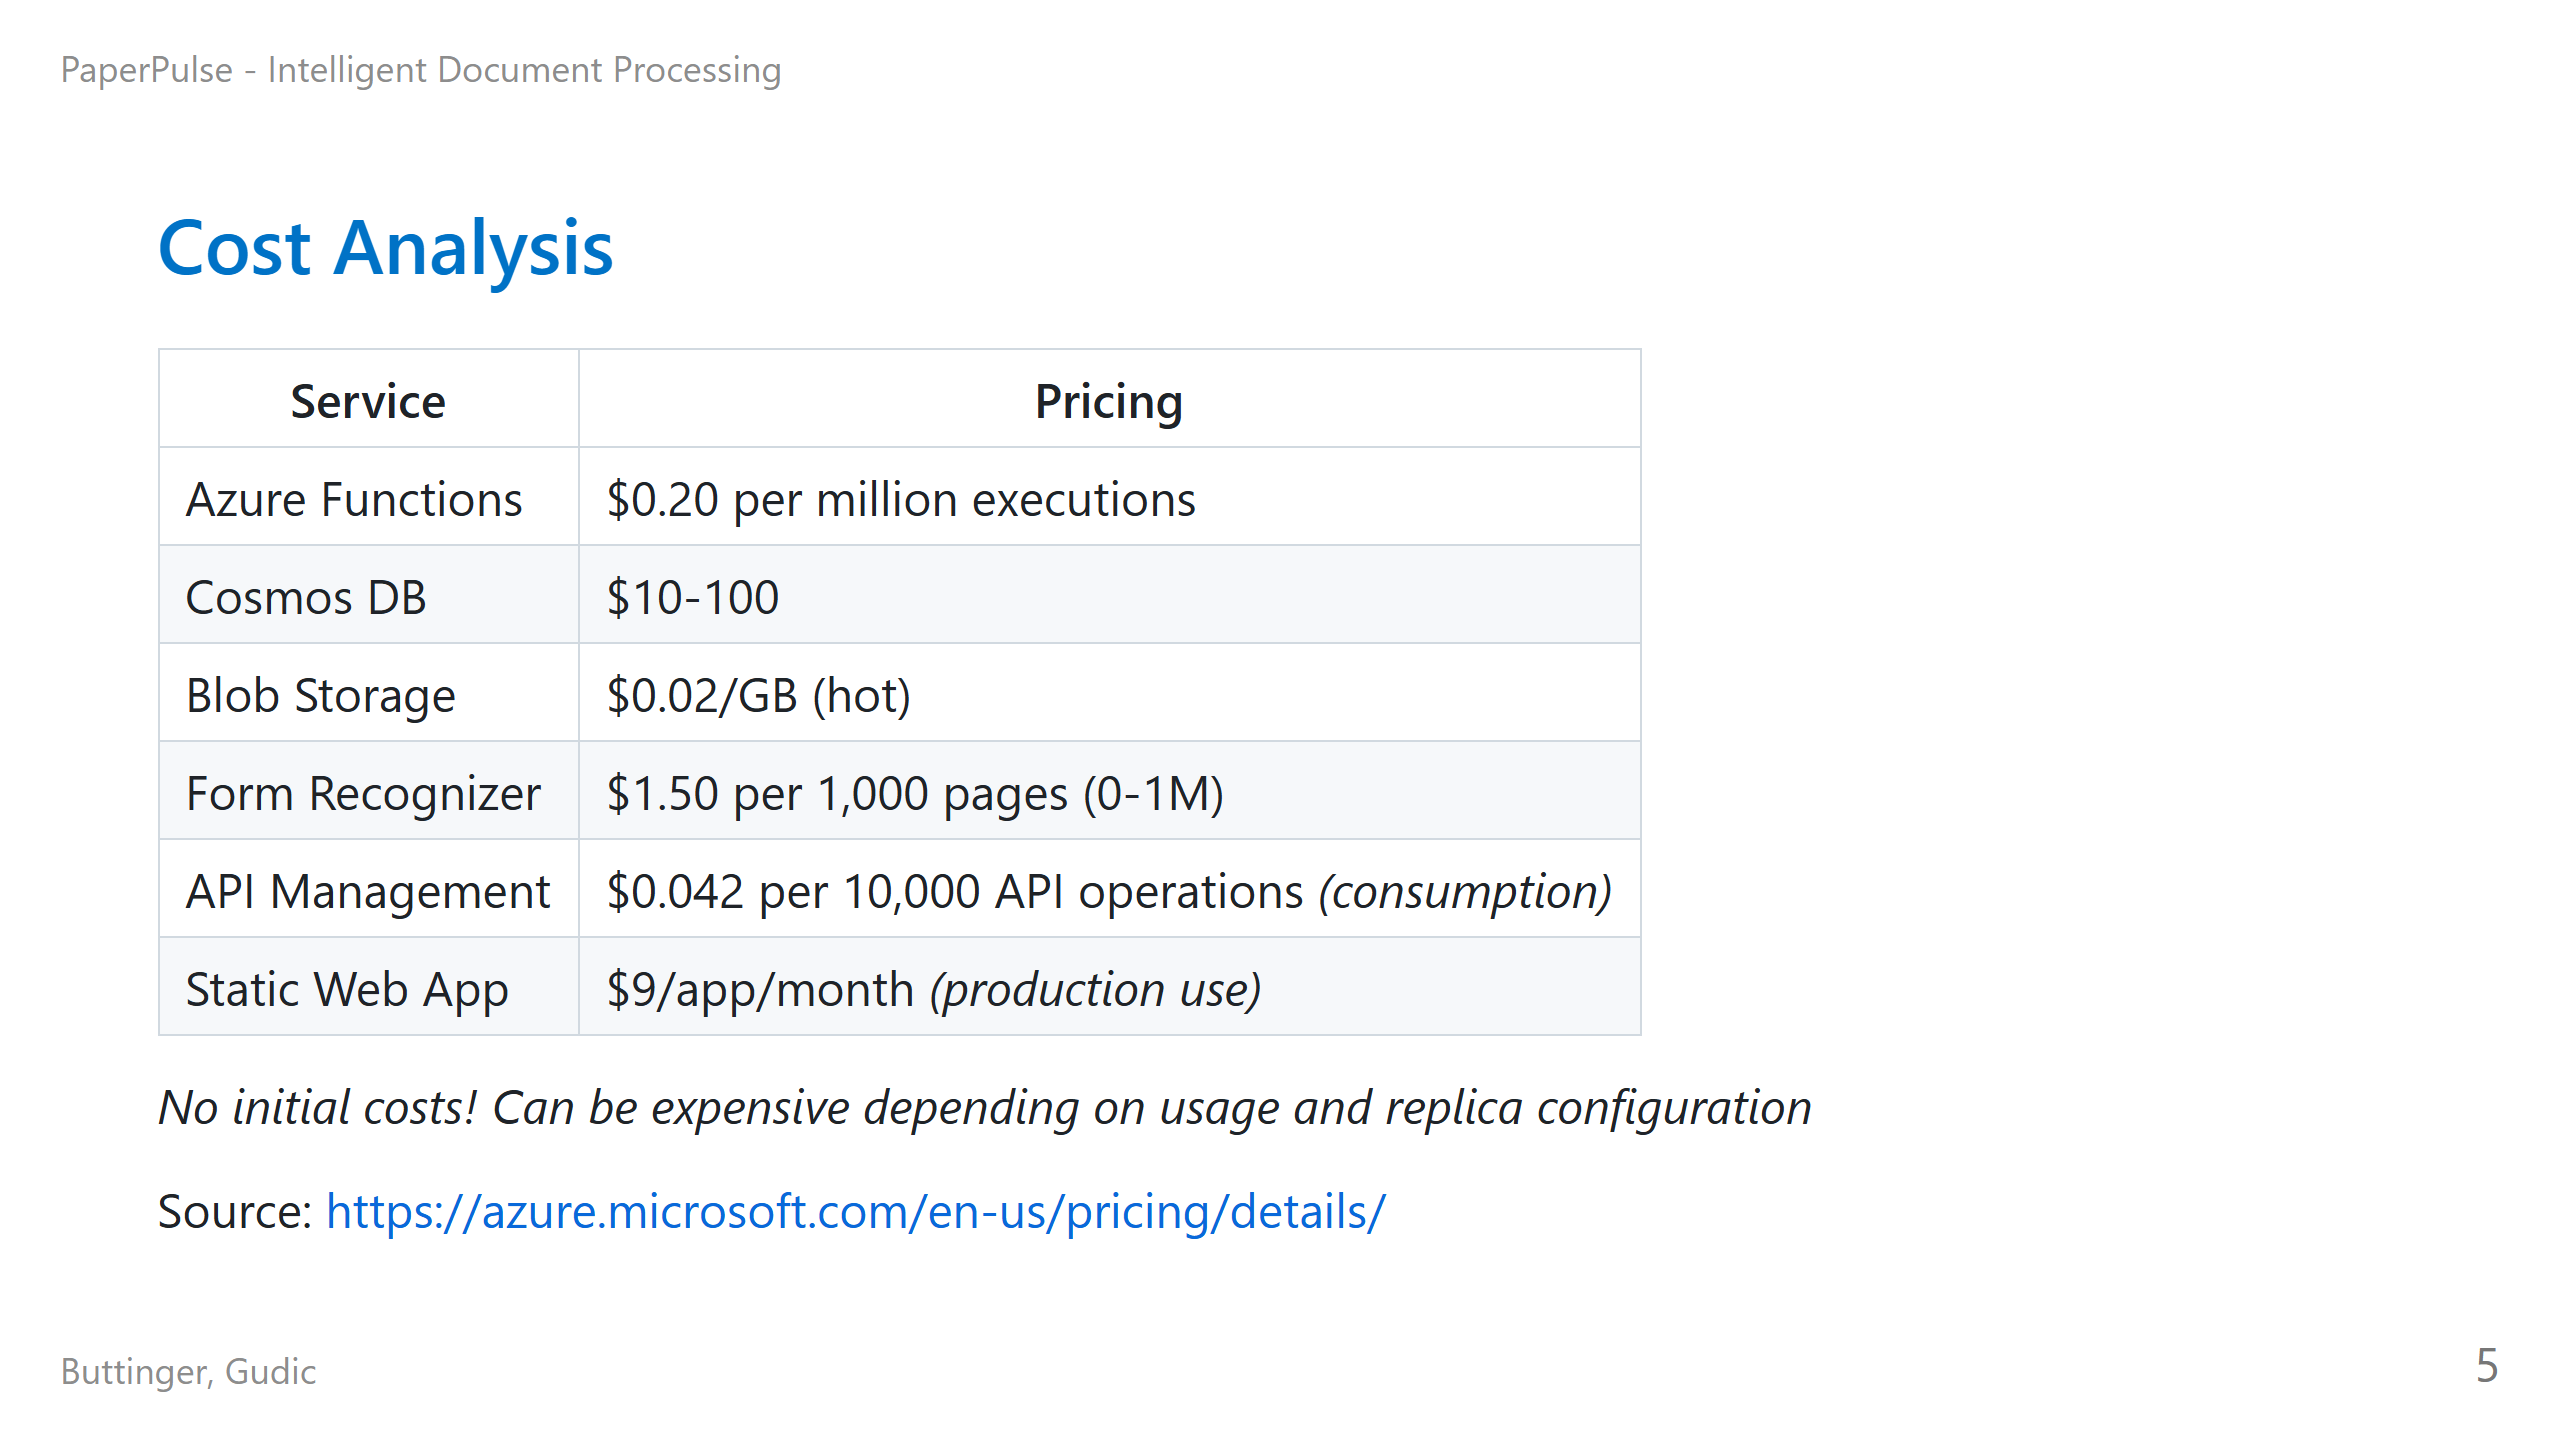 PaperPulse - Intelligent Document Processing
Cost Analysis
Service Pricing
Azure Functions $0.20 per million executions
Cosmos DB $10-100
Blob Storage $0.02/GB (hot)
Form Recognizer $1.50 per 1,000 pages (0-1M)
API Management $0.042 per 10,000 API operations (consumption)
Static Web App $9/app/month (production use)
No initial costs! Can be expensive depending on usage and replica configuration
Source: https://azure.microsoft.com/en-us/pricing/details/
Buttinger, Gudic
5